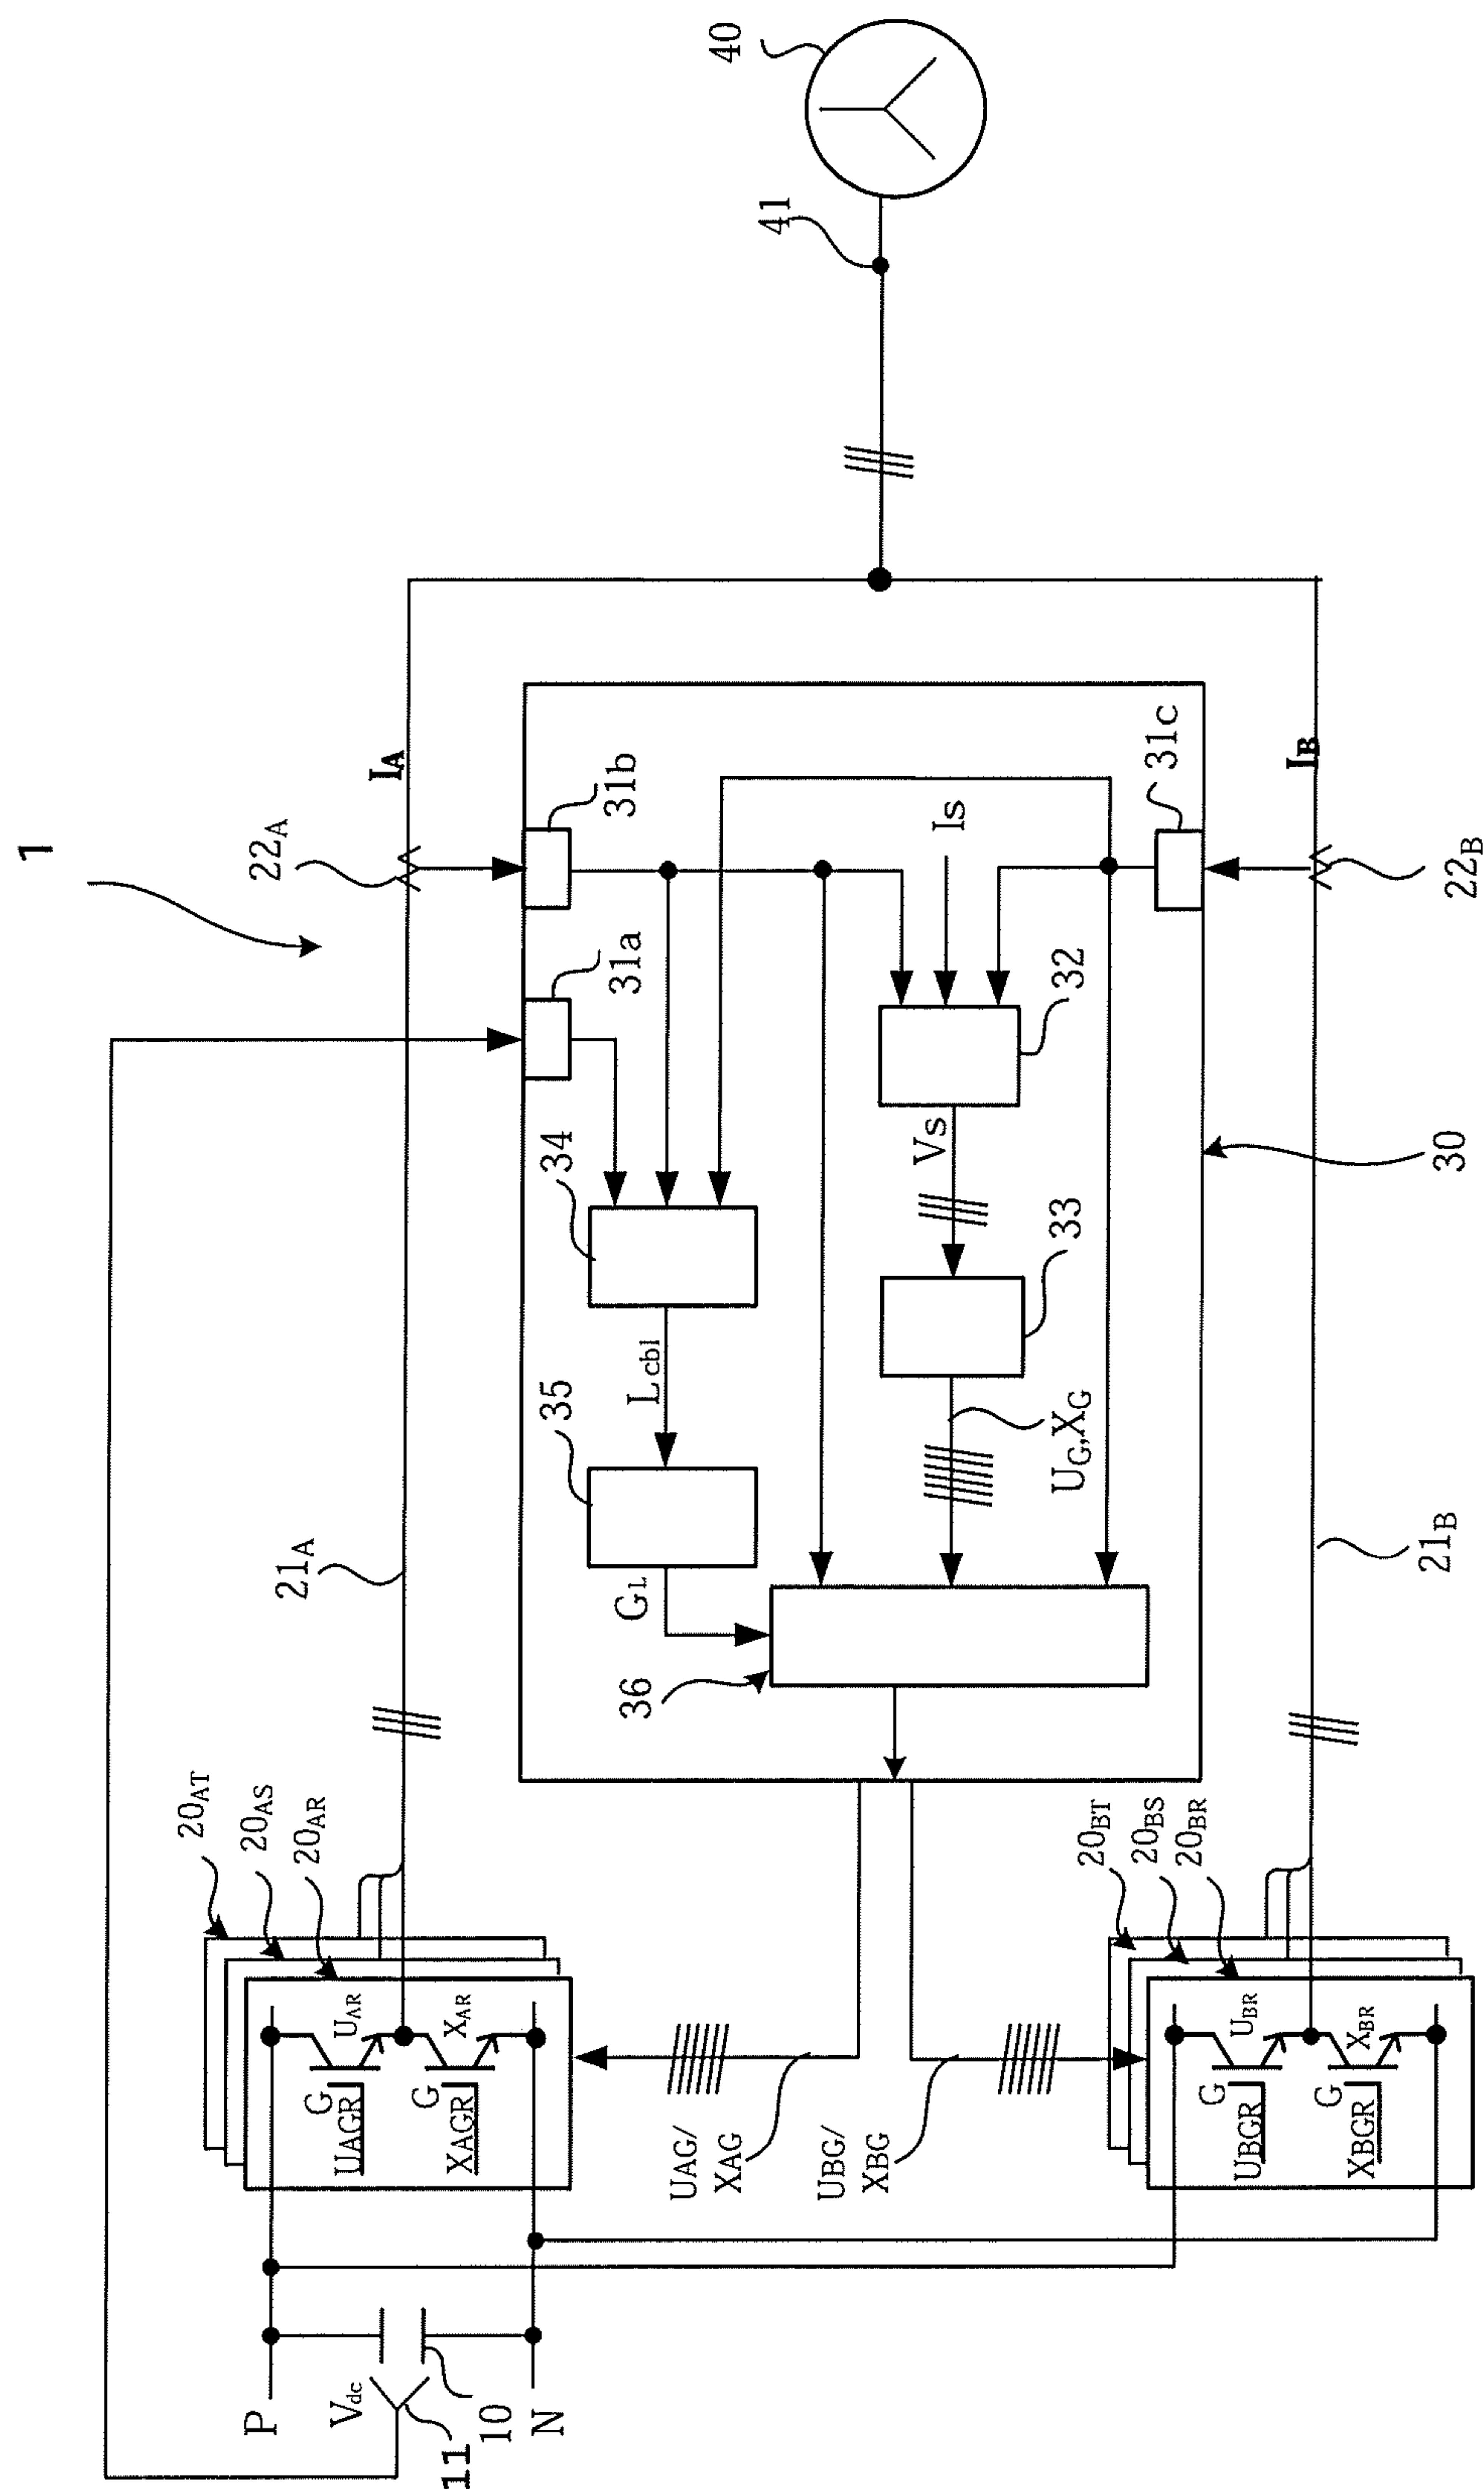 1
40
41
IA
22A
31b
31a
Is
31c
IB
22B
32
34
Vs
30
33
Lcbl
35
UG,XG
21A
GL
21B
36
20AT
20AS
20AR
20BT
20BS
20BR
UAR
XAR
G
UAGR
G
XAGR
UAG/
XAG
UBG/
XBG
UBR
XBR
G
UBGR
G
XBGR
P
Vdc
11
10
N